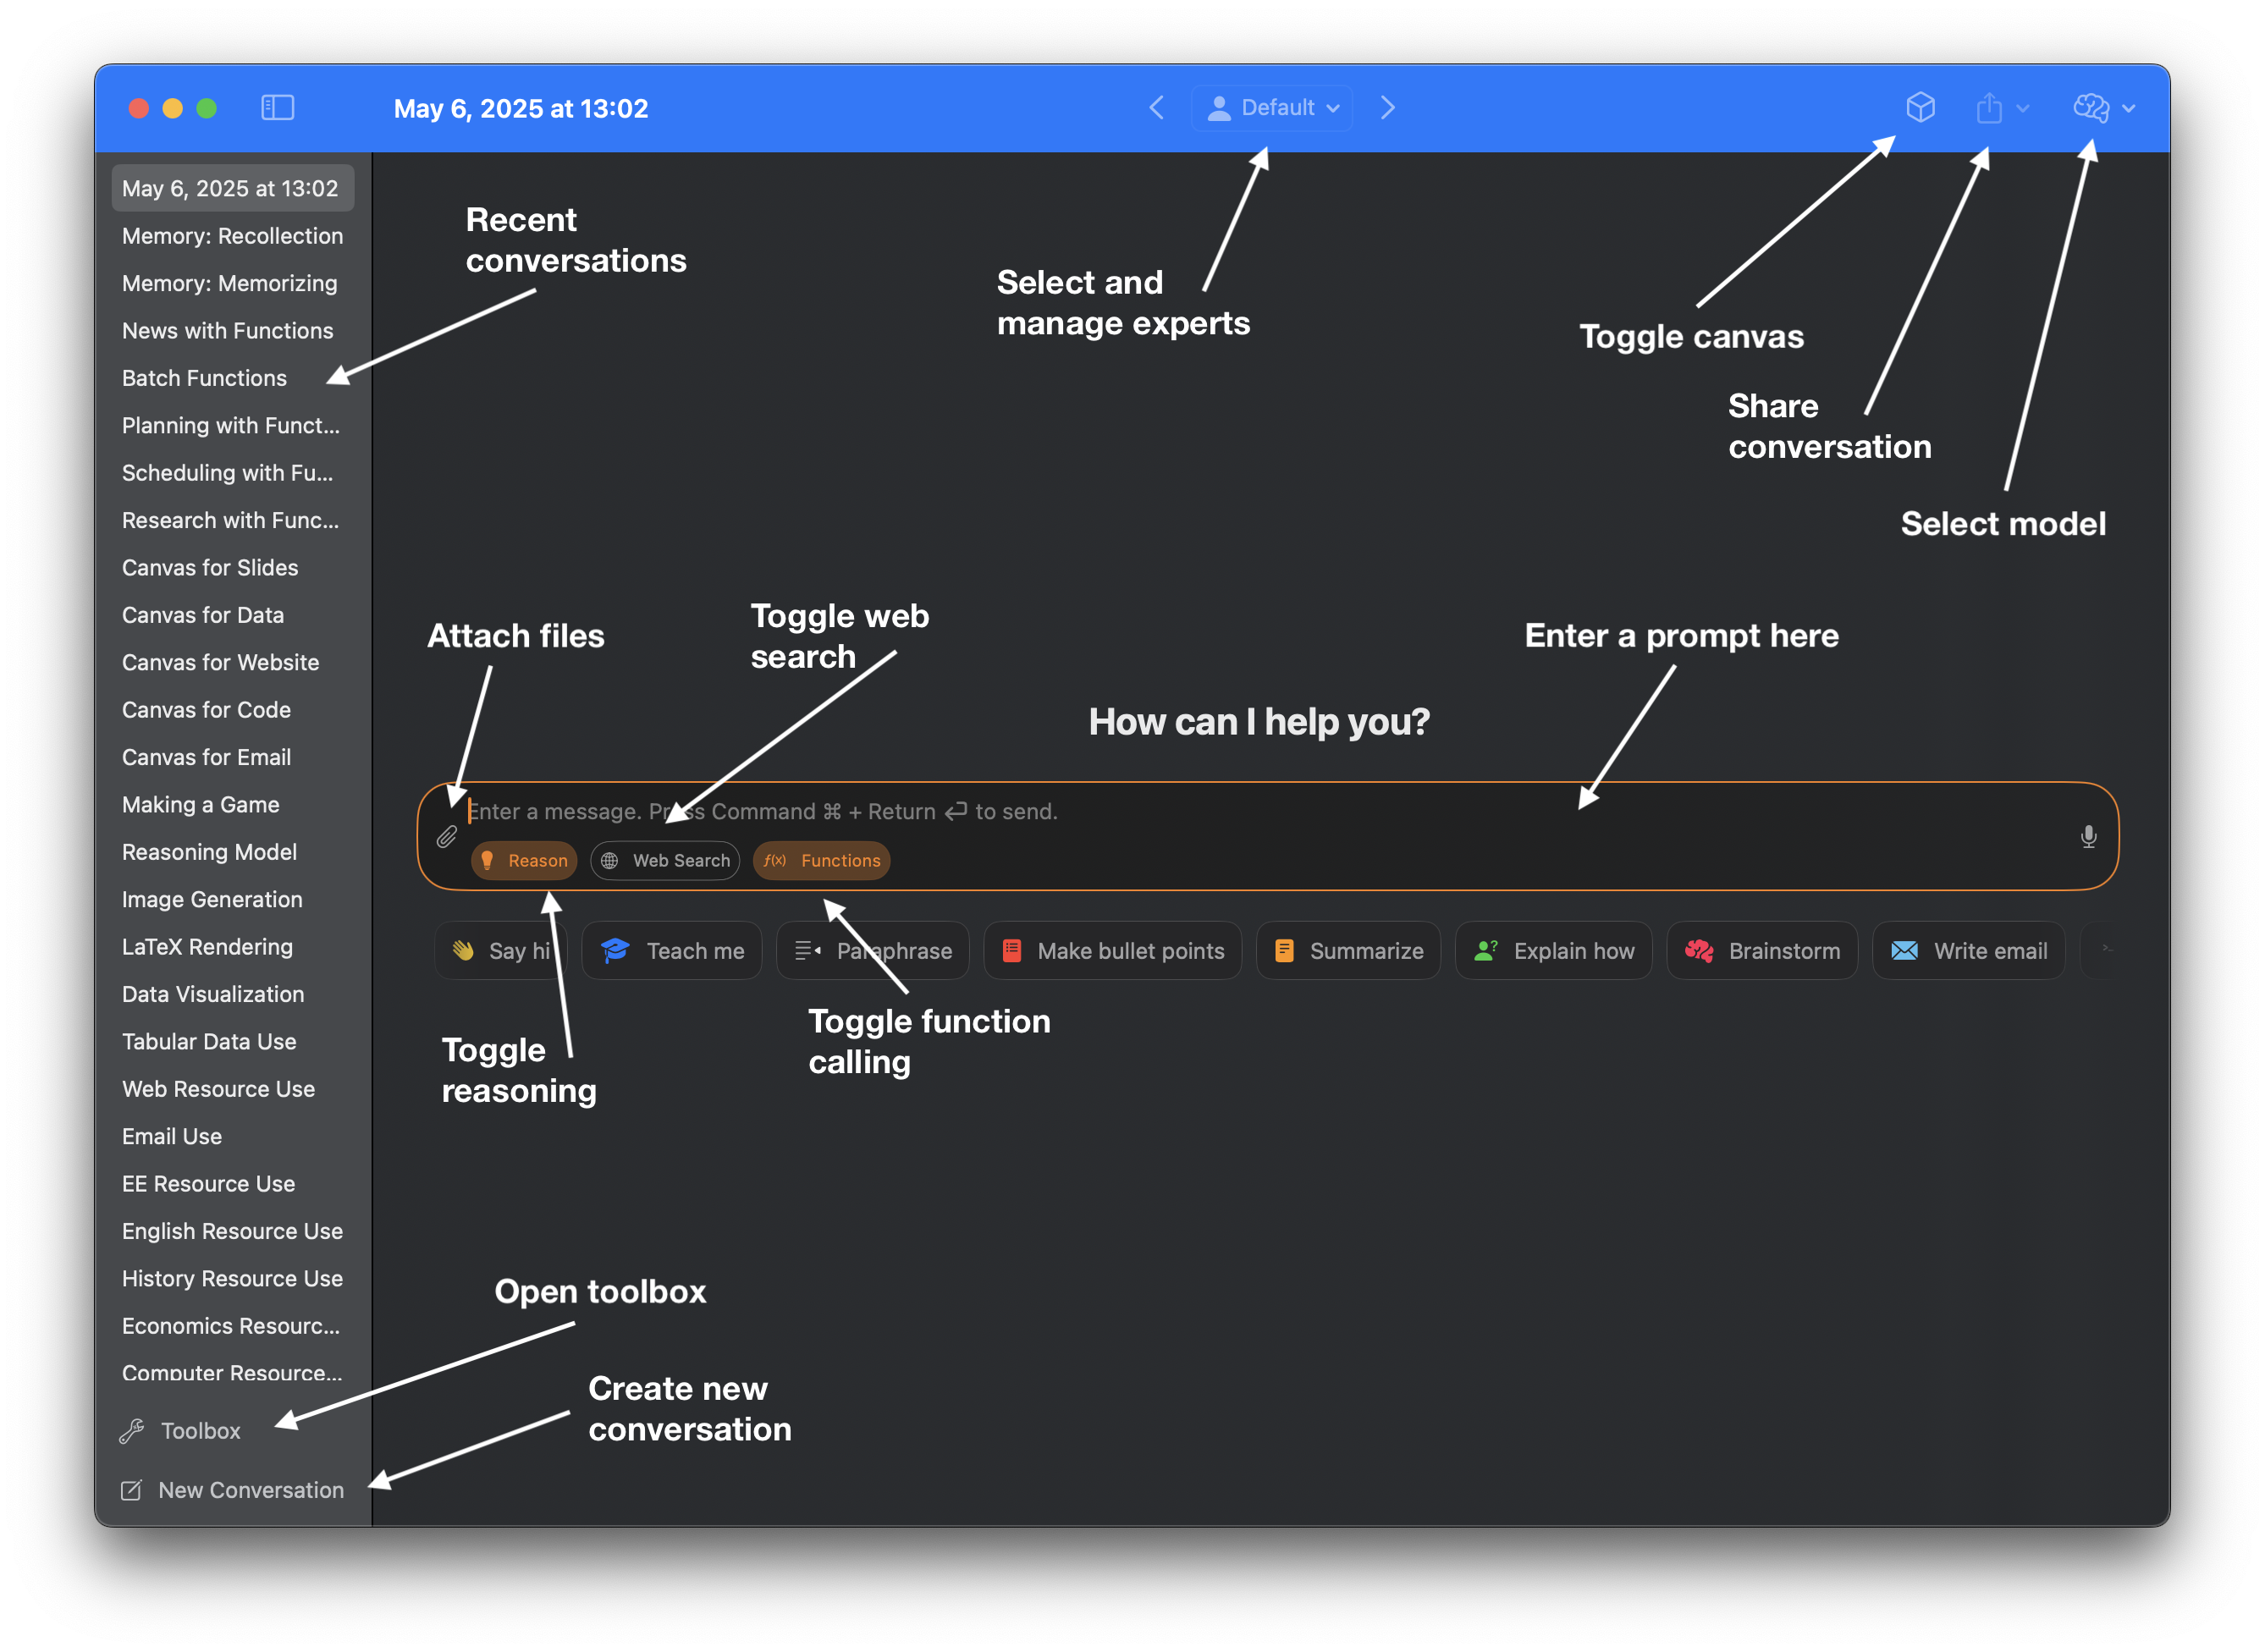 May 6, 2025 at 13:02
Default
May 6, 2025 at 13:02
Memory: Recollection
Memory: Memorizing
News with Functions
Batch Functions
Planning with Funct...
Scheduling with Fu...
Research with Func...
Canvas for Slides
Canvas for Data
Canvas for Website
Canvas for Code
Canvas for Email
Making a Game
Reasoning Model
Image Generation
LaTeX Rendering
Data Visualization
Tabular Data Use
Web Resource Use
Email Use
EE Resource Use
English Resource Use
History Resource Use
Economics Resourc...
Computer Resource...
Toolbox
New Conversation
Recent
conversations
Select and
manage experts
Toggle canvas
Share
conversation
Select model
Attach files
Toggle web
search
Enter a prompt here
How can I help you?
Enter a message. Press Command ⌘ + Return ↩ to send.
Reason
Web Search
f(x) Functions
Say hi
Teach me
Paraphrase
Make bullet points
Summarize
Explain how
Brainstorm
Write email
Toggle
reasoning
Toggle function
calling
Open toolbox
Create new
conversation